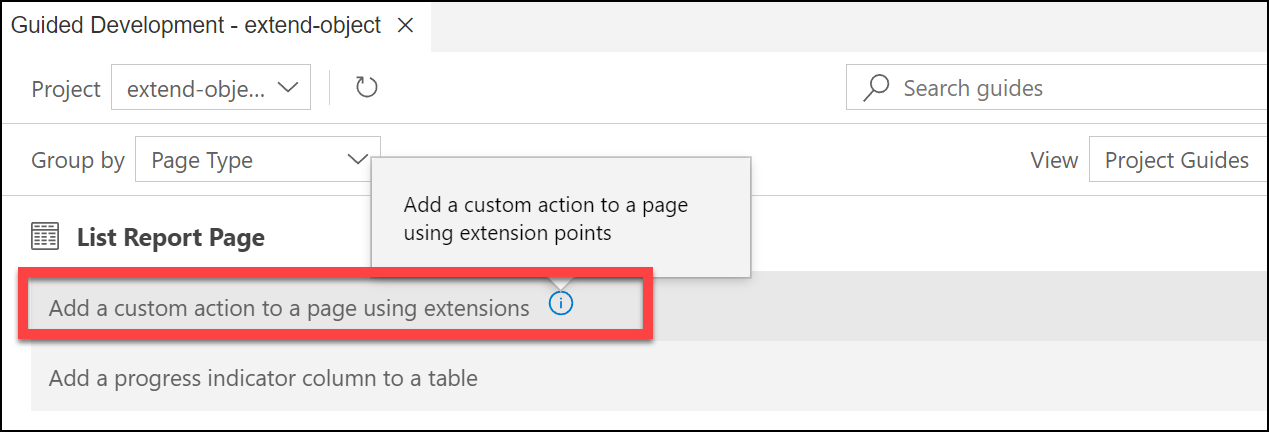 Guided Development - extend-object
Project extend-obje... Search guides
Group by Page Type View Project Guides
Add a custom action to a page
using extension points
List Report Page
Add a custom action to a page using extensions
Add a progress indicator column to a table